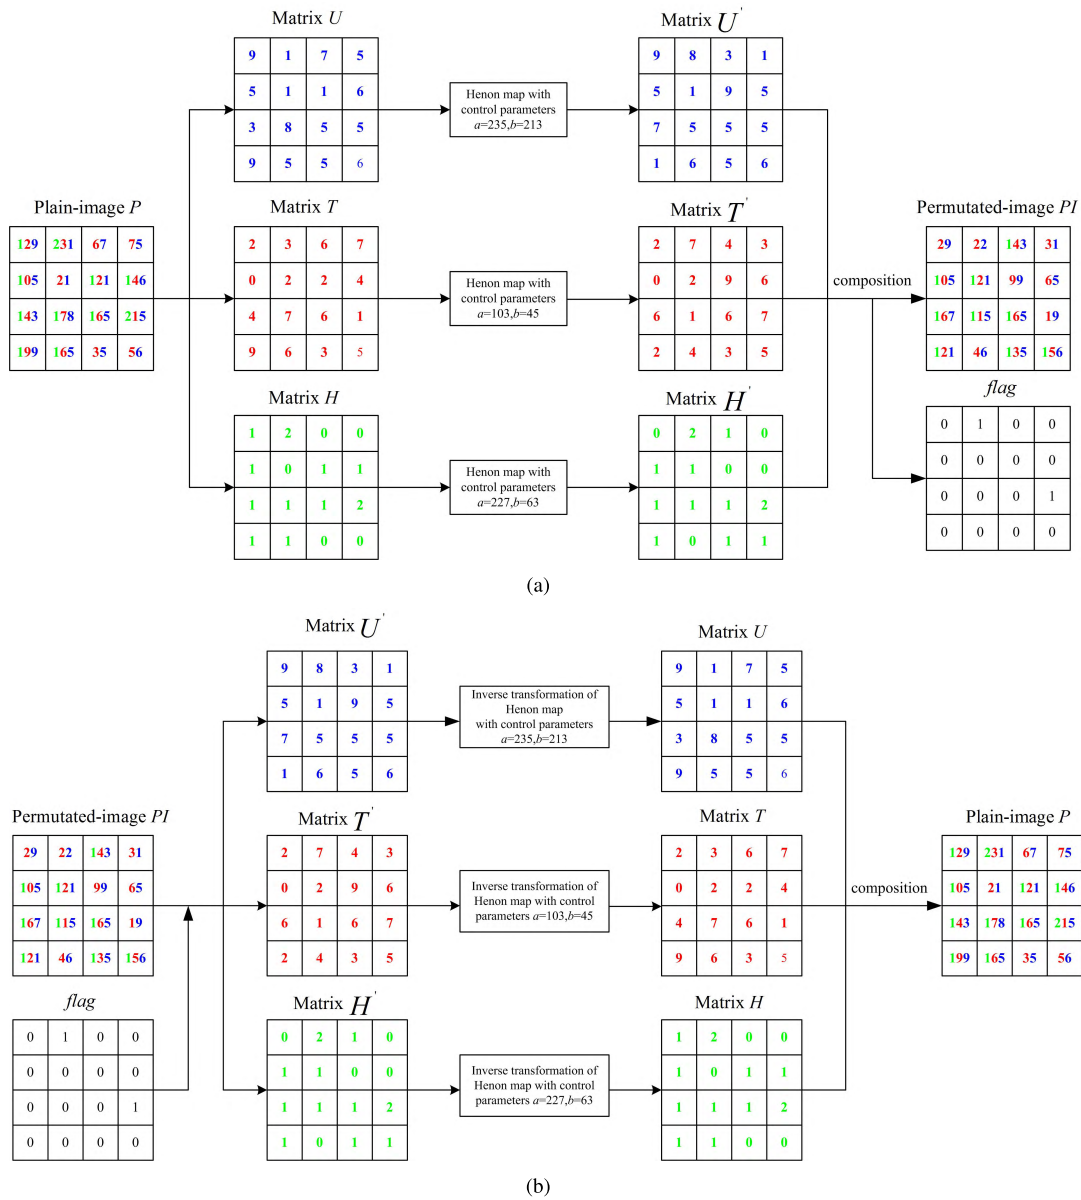 Matrix U
9 1 7 5
5 1 1 6
3 8 5 5
9 5 5 6
Henon map with
control parameters
a=235,b=213
Matrix U'
9 8 3 1
5 1 9 5
7 5 5 5
1 6 5 6
Plain-image P
129 231 67 75
105 21 121 146
143 178 165 215
199 165 35 56
Matrix T
2 3 6 7
0 2 2 4
4 7 6 1
9 6 3 5
Henon map with
control parameters
a=103,b=45
Matrix T'
2 7 4 3
0 2 9 6
6 1 6 7
2 4 3 5
composition
Permutated-image PI
29 22 143 31
105 121 99 65
167 115 165 19
121 46 135 156
Matrix H
1 2 0 0
1 0 1 1
1 1 1 2
1 1 0 0
Henon map with
control parameters
a=227,b=63
Matrix H'
0 2 1 0
1 1 0 0
1 1 1 2
1 0 1 1
flag
0 1 0 0
0 0 0 0
0 0 0 1
0 0 0 0
(a)
Matrix U'
9 8 3 1
5 1 9 5
7 5 5 5
1 6 5 6
Inverse transformation of
Henon map
with control parameters
a=235,b=213
Matrix U
9 1 7 5
5 1 1 6
3 8 5 5
9 5 5 6
Permutated-image PI
29 22 143 31
105 121 99 65
167 115 165 19
121 46 135 156
Matrix T'
2 7 4 3
0 2 9 6
6 1 6 7
2 4 3 5
Inverse transformation of
Henon map with control
parameters a=103,b=45
Matrix T
2 3 6 7
0 2 2 4
4 7 6 1
9 6 3 5
composition
Plain-image P
129 231 67 75
105 21 121 146
143 178 165 215
199 165 35 56
flag
0 1 0 0
0 0 0 0
0 0 0 1
0 0 0 0
Matrix H'
0 2 1 0
1 1 0 0
1 1 1 2
1 0 1 1
Inverse transformation of
Henon map with control
parameters a=227,b=63
Matrix H
1 2 0 0
1 0 1 1
1 1 1 2
1 1 0 0
(b)